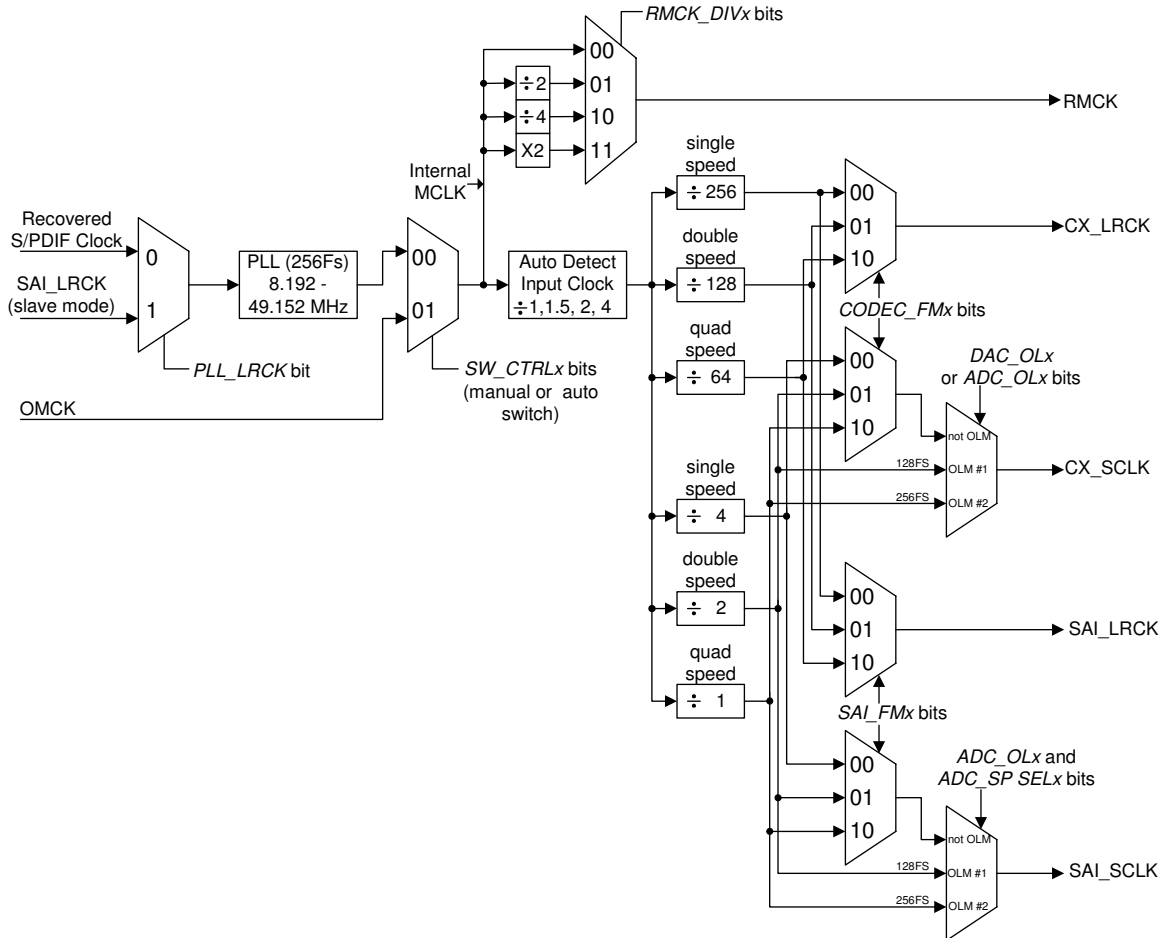 RMCK_DIVx bits
00
÷2
01
÷4
10
X2
11
RMCK
Internal
MCLK
Recovered
S/PDIF Clock
SAI_LRCK
(slave mode)
0
1
PLL_LRCK bit
PLL (256Fs)
8.192 -
49.152 MHz
OMCK
00
01
SW_CTRLx bits
(manual or auto
switch)
Auto Detect
Input Clock
÷1,1.5, 2, 4
single
speed
÷ 256
double
speed
÷ 128
quad
speed
÷ 64
single
speed
÷ 4
double
speed
÷ 2
quad
speed
÷ 1
00
01
10
CX_LRCK
CODEC_FMx bits
00
01
10
DAC_OLx
or ADC_OLx bits
not OLM
128FS
OLM #1
256FS
OLM #2
CX_SCLK
00
01
10
SAI_LRCK
SAI_FMx bits
00
01
10
ADC_OLx and
ADC_SP SELx bits
not OLM
128FS
OLM #1
256FS
OLM #2
SAI_SCLK